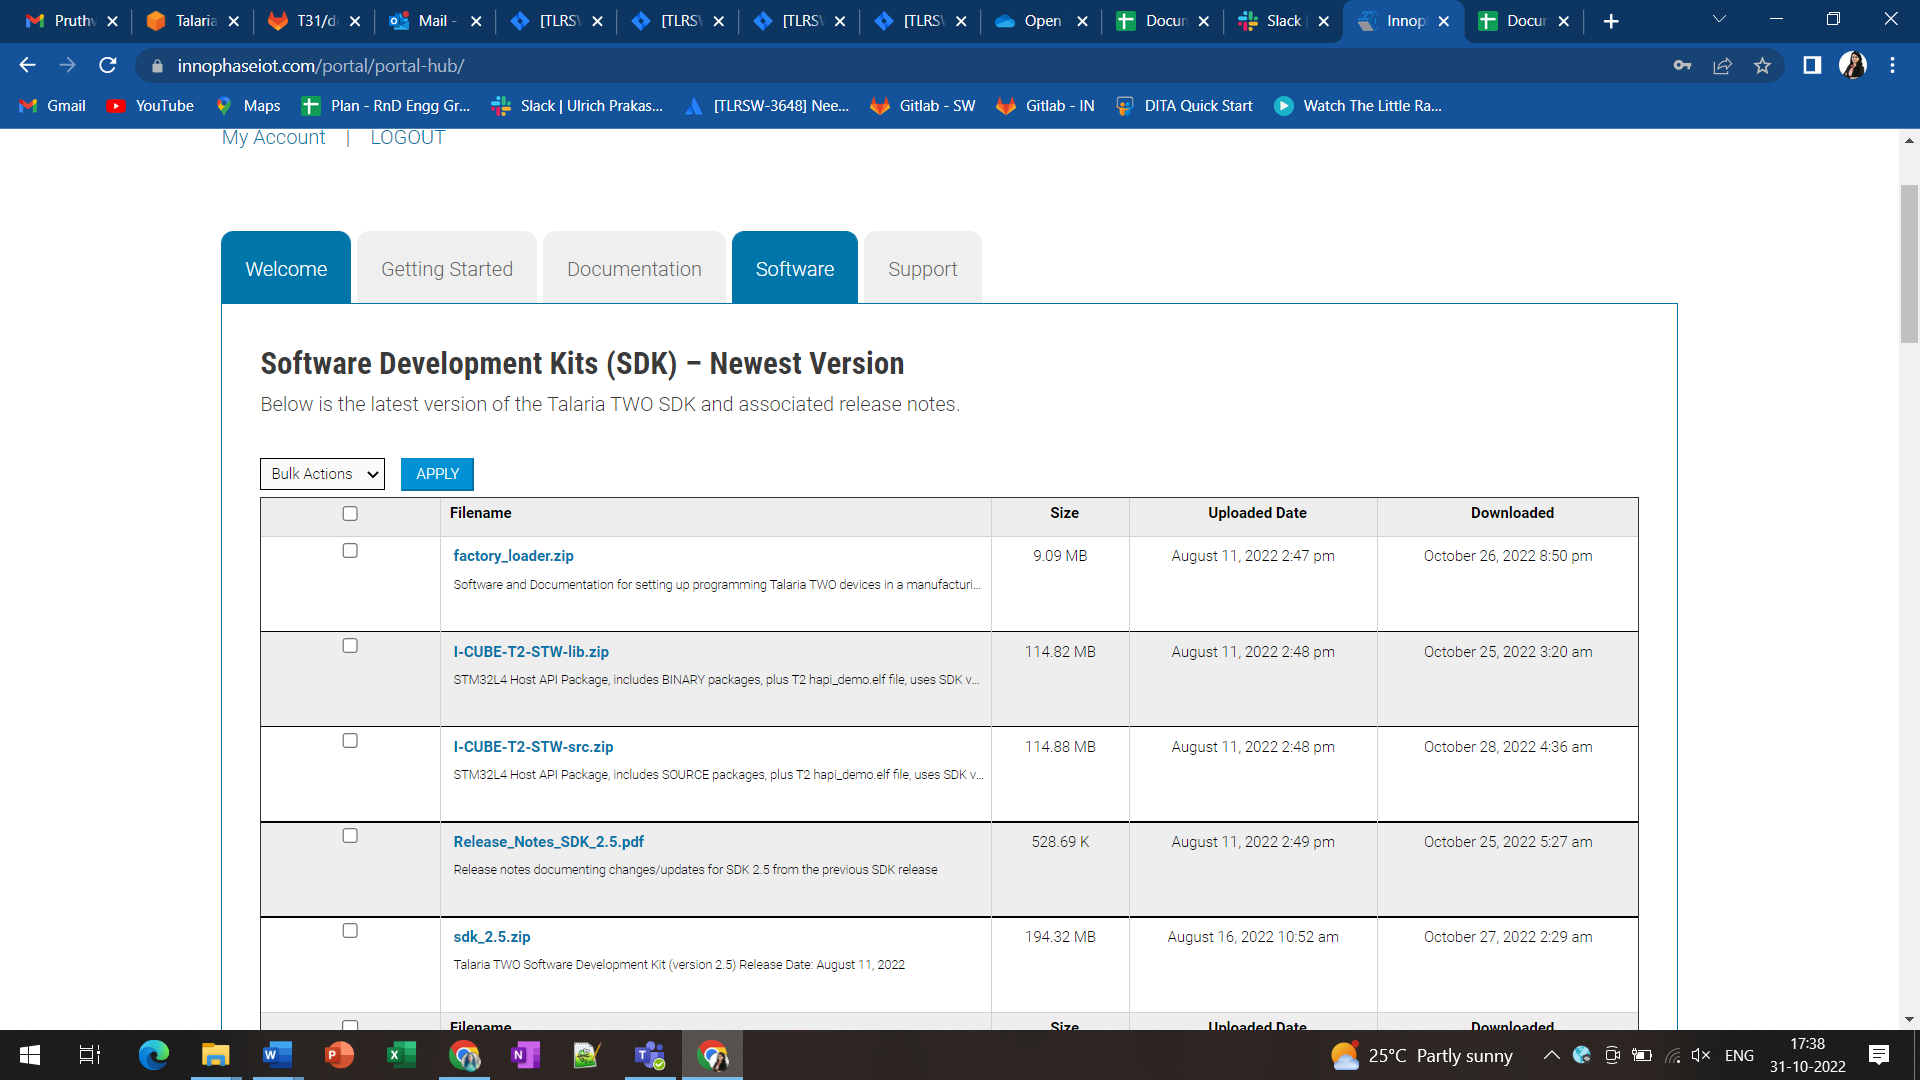 Pruthv
Talaria
T31/d
Mail -
[TLRSW
[TLRSW
[TLRSW
[TLRSW
Open
Docun
Slack
Innop
Docur
innophaseiot.com/portal/portal-hub/
Gmail YouTube Maps Plan - RnD Engg Gr... Slack | Ulrich Prakas... [TLRSW-3648] Nee... Gitlab - SW Gitlab - IN DITA Quick Start Watch The Little Ra...
My Account | LOGOUT
Welcome Getting Started Documentation Software Support
Software Development Kits (SDK) – Newest Version
Below is the latest version of the Talaria TWO SDK and associated release notes.
Bulk Actions APPLY
Filename Size Uploaded Date Downloaded
factory_loader.zip 9.09 MB August 11, 2022 2:47 pm October 26, 2022 8:50 pm
Software and Documentation for setting up programming Talaria TWO devices in a manufacturi...
I-CUBE-T2-STW-lib.zip 114.82 MB August 11, 2022 2:48 pm October 25, 2022 3:20 am
STM32L4 Host API Package, includes BINARY packages, plus T2 hapi_demo.elf file, uses SDK v...
I-CUBE-T2-STW-src.zip 114.88 MB August 11, 2022 2:48 pm October 28, 2022 4:36 am
STM32L4 Host API Package, includes SOURCE packages, plus T2 hapi_demo.elf file, uses SDK v...
Release_Notes_SDK_2.5.pdf 528.69 K August 11, 2022 2:49 pm October 25, 2022 5:27 am
Release notes documenting changes/updates for SDK 2.5 from the previous SDK release
sdk_2.5.zip 194.32 MB August 16, 2022 10:52 am October 27, 2022 2:29 am
Talaria TWO Software Development Kit (version 2.5) Release Date: August 11, 2022
Filename Size Uploaded Date Downloaded
25°C Partly sunny ENG 17:38
31-10-2022